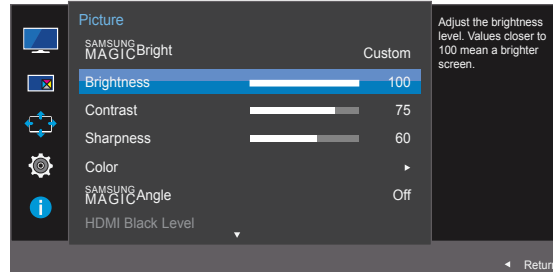 Picture
SAMSUNG
MAGIC Bright Custom
Brightness 100
Contrast 75
Sharpness 60
Color
SAMSUNG
MAGIC Angle Off
HDMI Black Level
Adjust the brightness
level. Values closer to
100 mean a brighter
screen.
Return